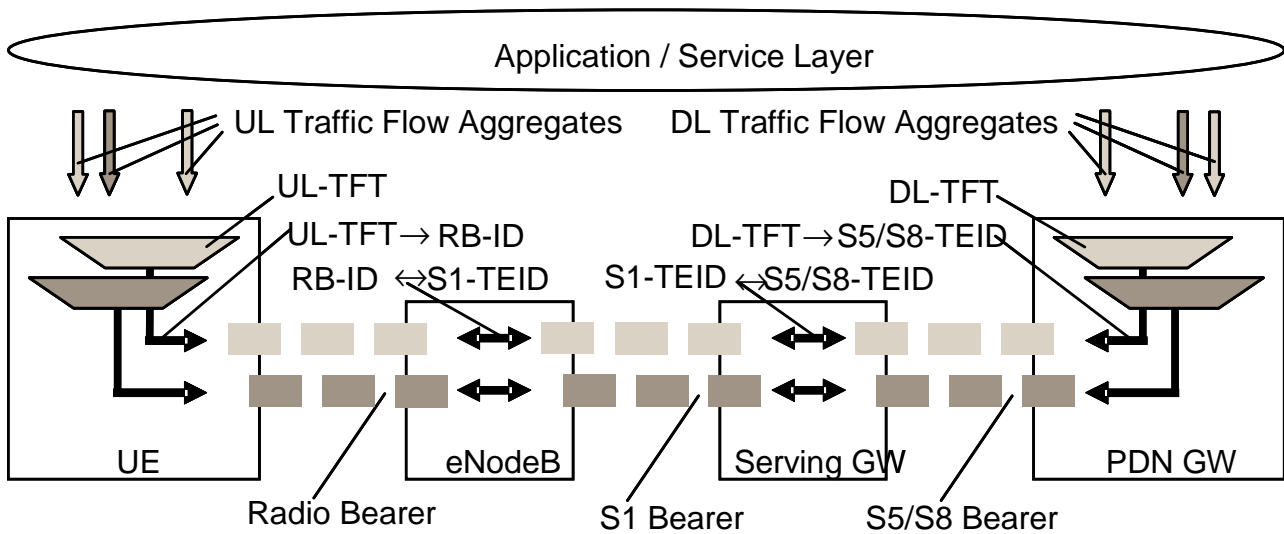 Application / Service Layer
UL Traffic Flow Aggregates
DL Traffic Flow Aggregates
UL-TFT
DL-TFT
UL-TFT → RB-ID
DL-TFT → S5/S8-TEID
RB-ID ↔ S1-TEID
S1-TEID ↔ S5/S8-TEID
UE
eNodeB
Serving GW
PDN GW
Radio Bearer
S1 Bearer
S5/S8 Bearer